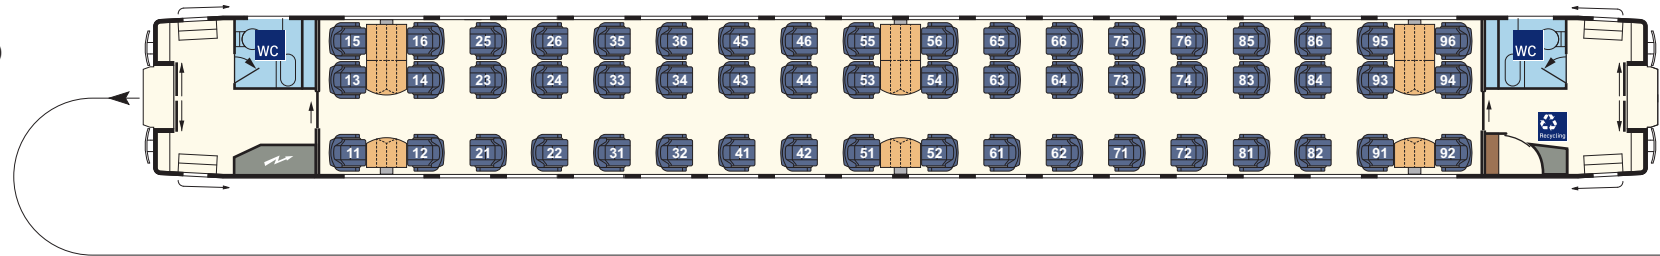 WC 15 16 25 26 35 36 45 46 55 56 65 66 75 76 85 86 95 96 WC
13 14 23 24 33 34 43 44 53 54 63 64 73 74 83 84 93 94
Recycling
11 12 21 22 31 32 41 42 51 52 61 62 71 72 81 82 91 92